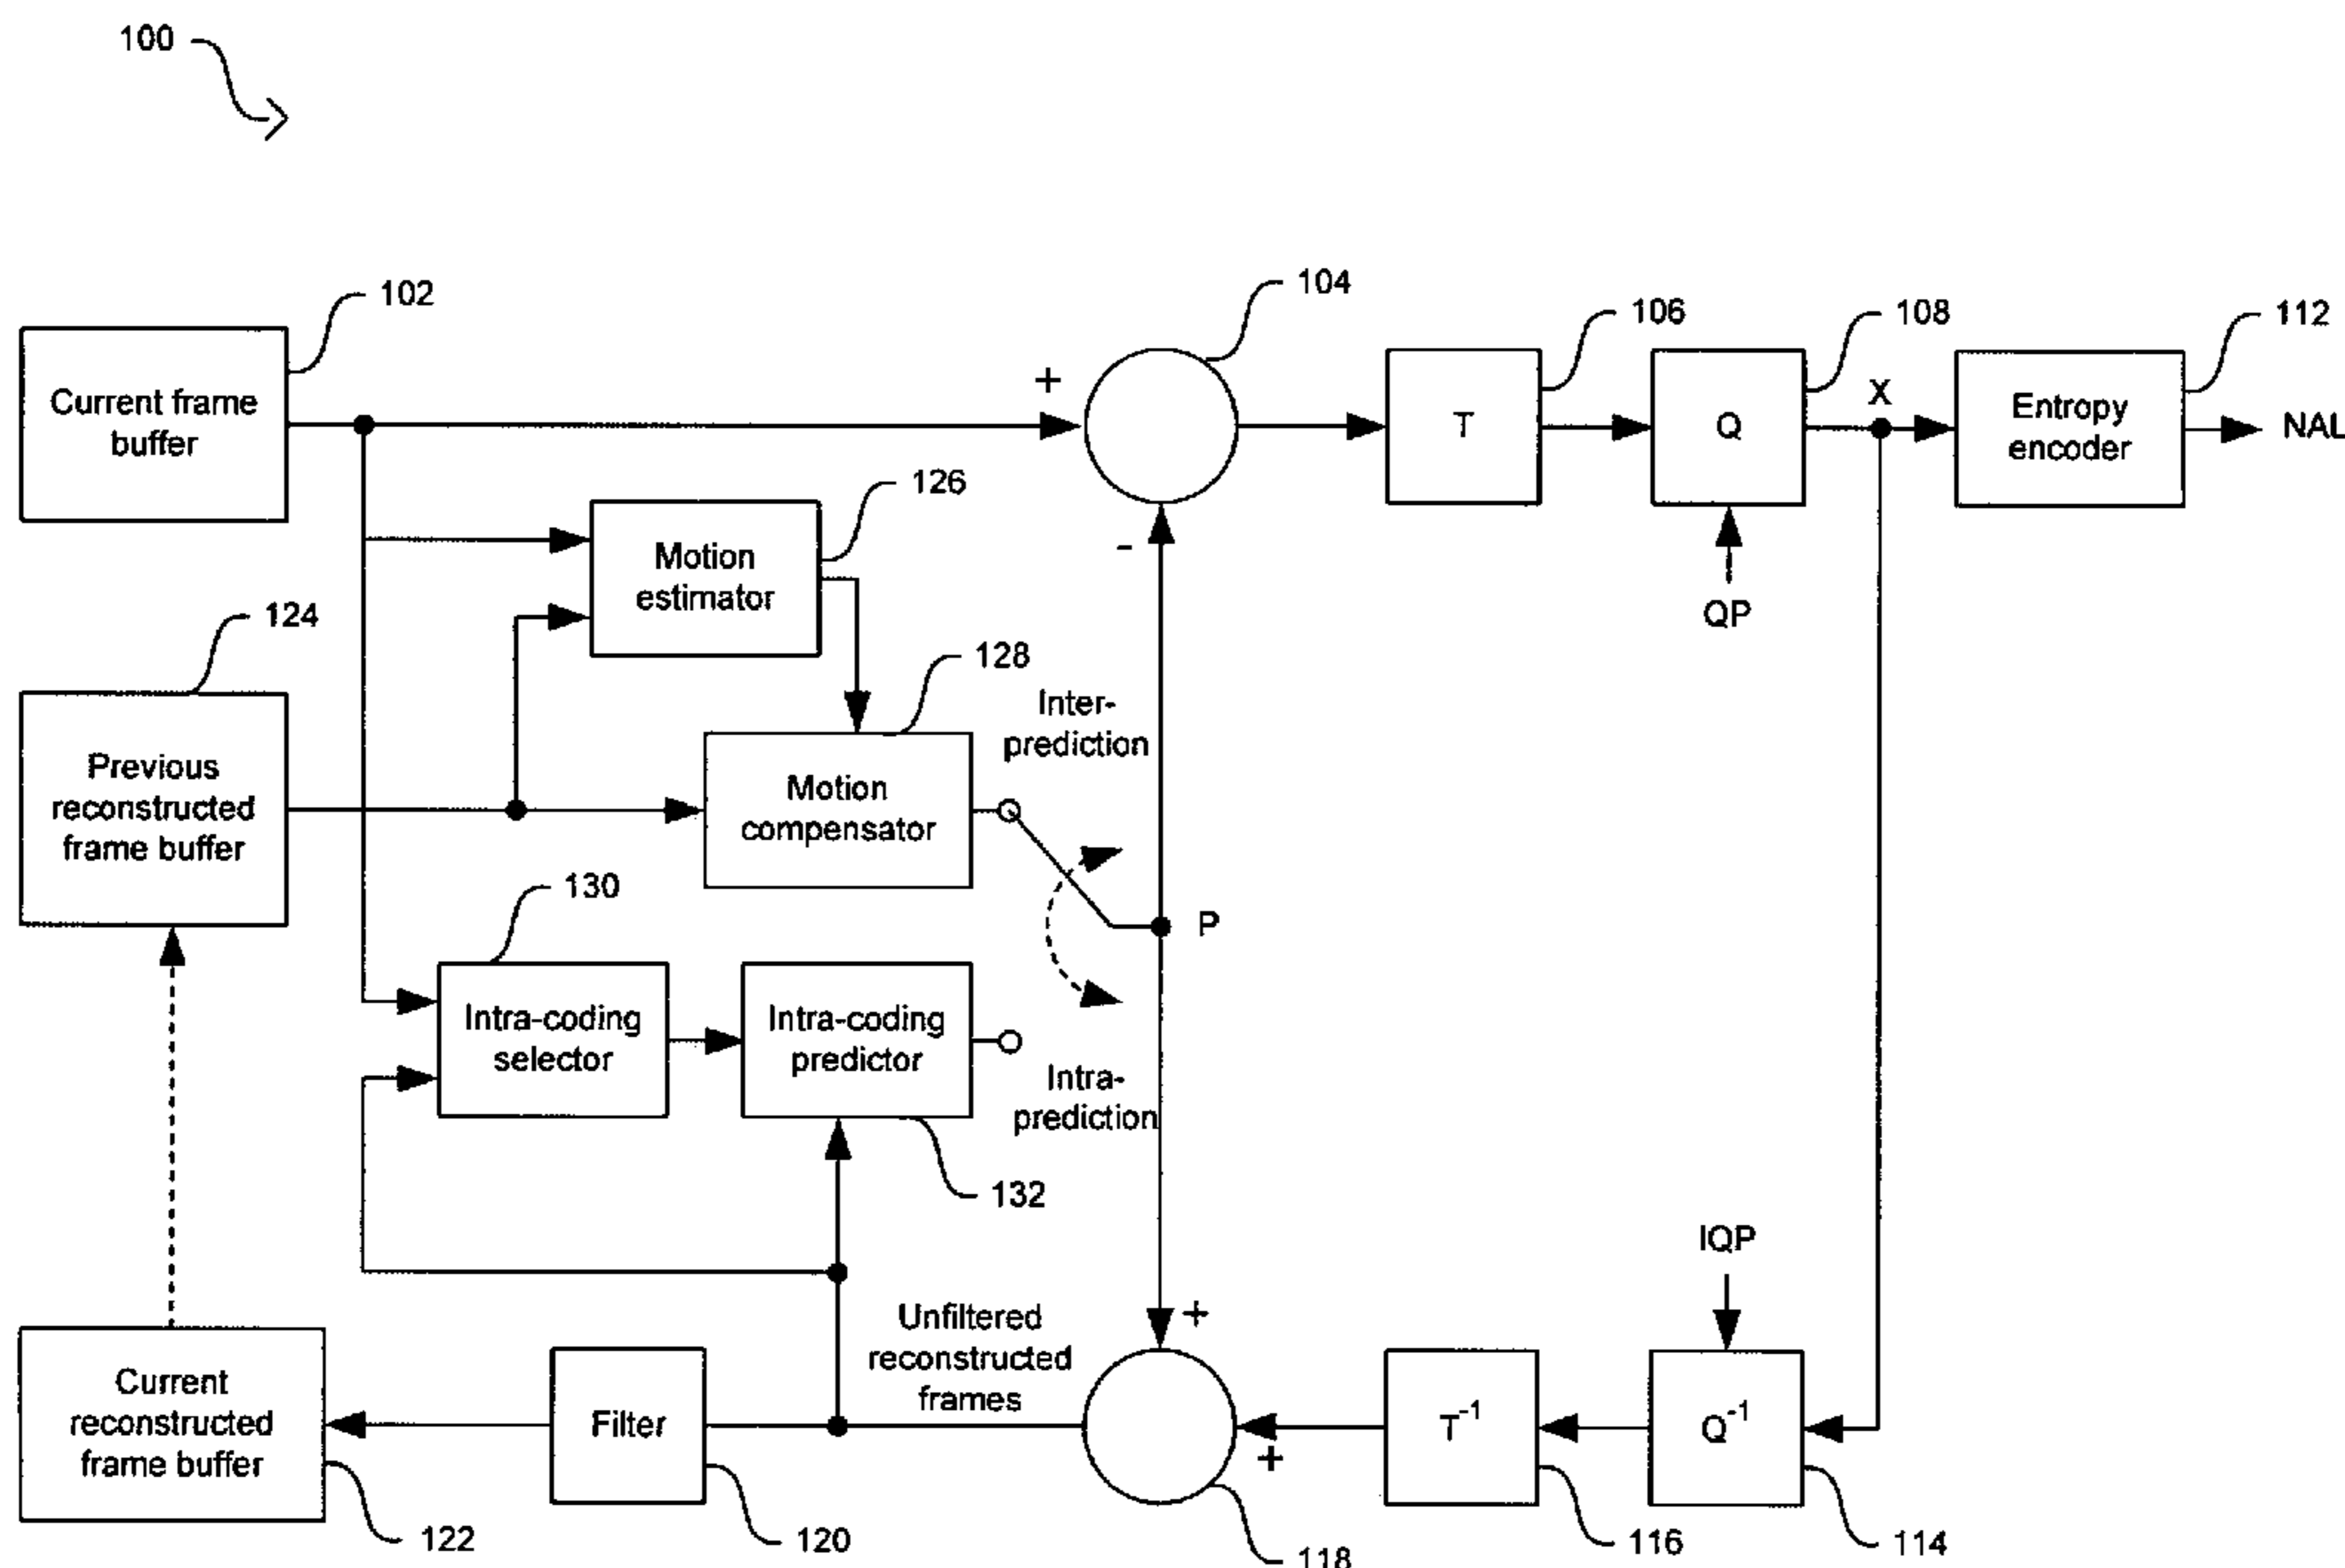 100
102
104
106
108
112
Current frame
buffer
+
T
Q
X
Entropy
encoder
NAL
126
Motion
estimator
-
QP
124
128
Inter-
prediction
Previous
reconstructed
frame buffer
Motion
compensator
130
P
Intra-coding
selector
Intra-coding
predictor
Intra-
prediction
132
IQP
Unfiltered
reconstructed
frames
+
Current
reconstructed
frame buffer
Filter
+
T-1
Q-1
122
120
118
116
114